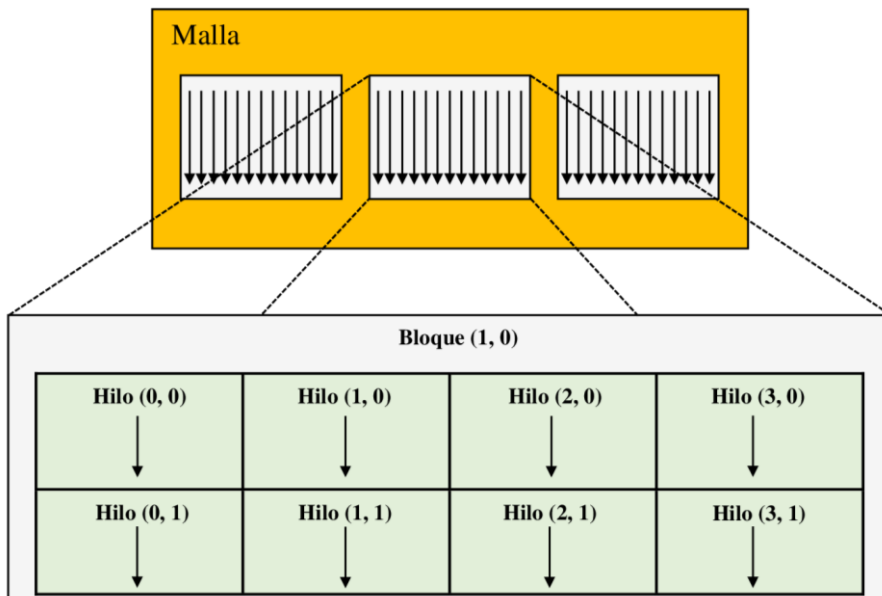 Malla
Bloque (1, 0)
Hilo (0, 0) Hilo (1, 0) Hilo (2, 0) Hilo (3, 0)
Hilo (0, 1) Hilo (1, 1) Hilo (2, 1) Hilo (3, 1)